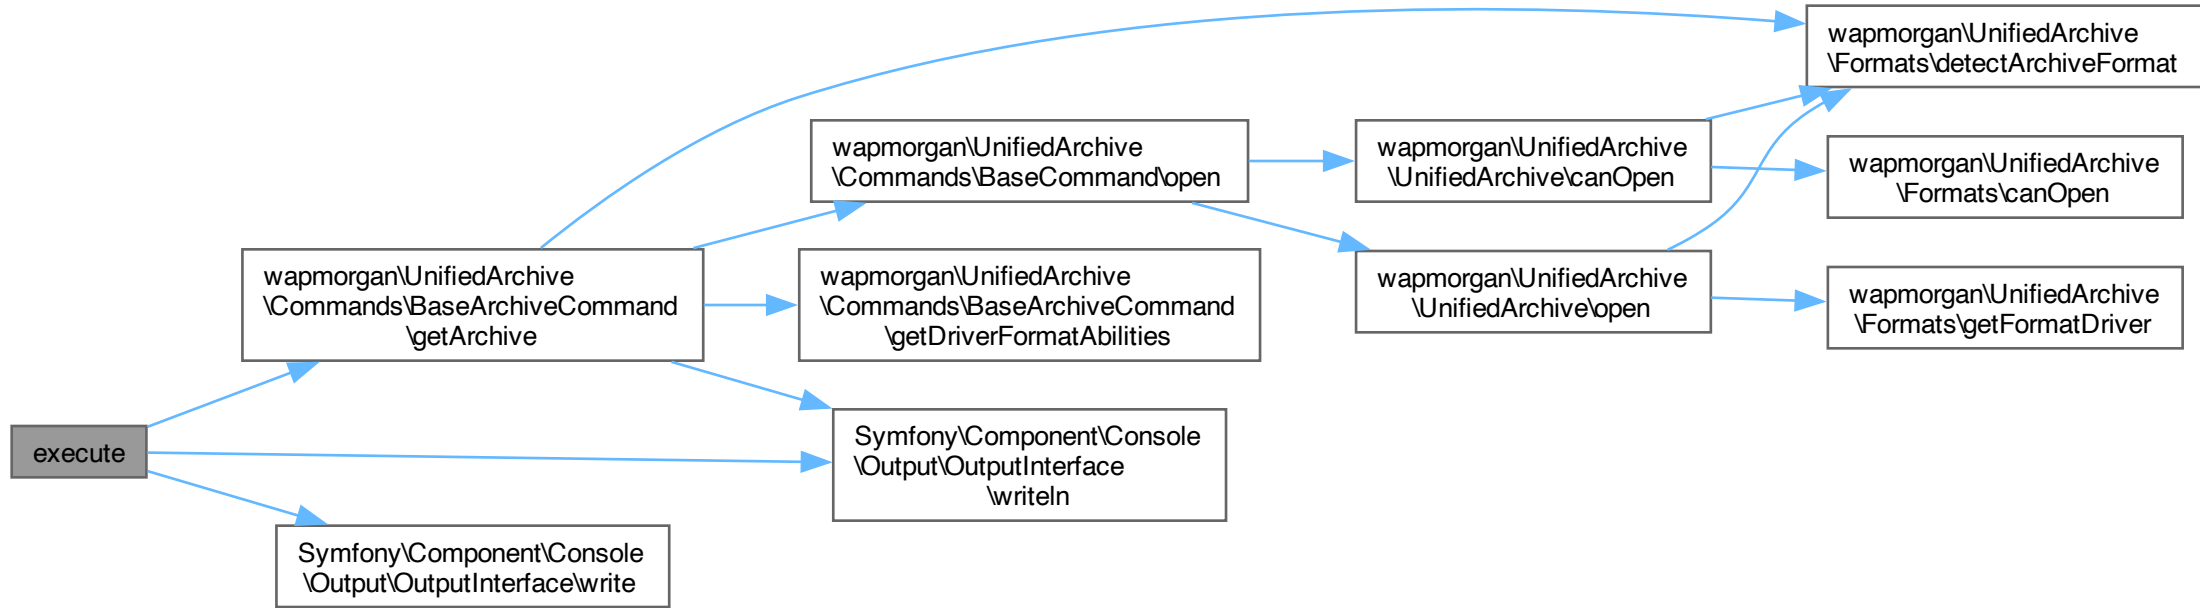 execute
wapmorgan\UnifiedArchive
\Commands\BaseArchiveCommand
\getArchive
Symfony\Component\Console
\Output\OutputInterface\write
wapmorgan\UnifiedArchive
\Commands\BaseCommand\open
wapmorgan\UnifiedArchive
\Commands\BaseArchiveCommand
\getDriverFormatAbilities
Symfony\Component\Console
\Output\OutputInterface
\writeln
wapmorgan\UnifiedArchive
\UnifiedArchive\canOpen
wapmorgan\UnifiedArchive
\UnifiedArchive\open
wapmorgan\UnifiedArchive
\Formats\detectArchiveFormat
wapmorgan\UnifiedArchive
\Formats\canOpen
wapmorgan\UnifiedArchive
\Formats\getFormatDriver